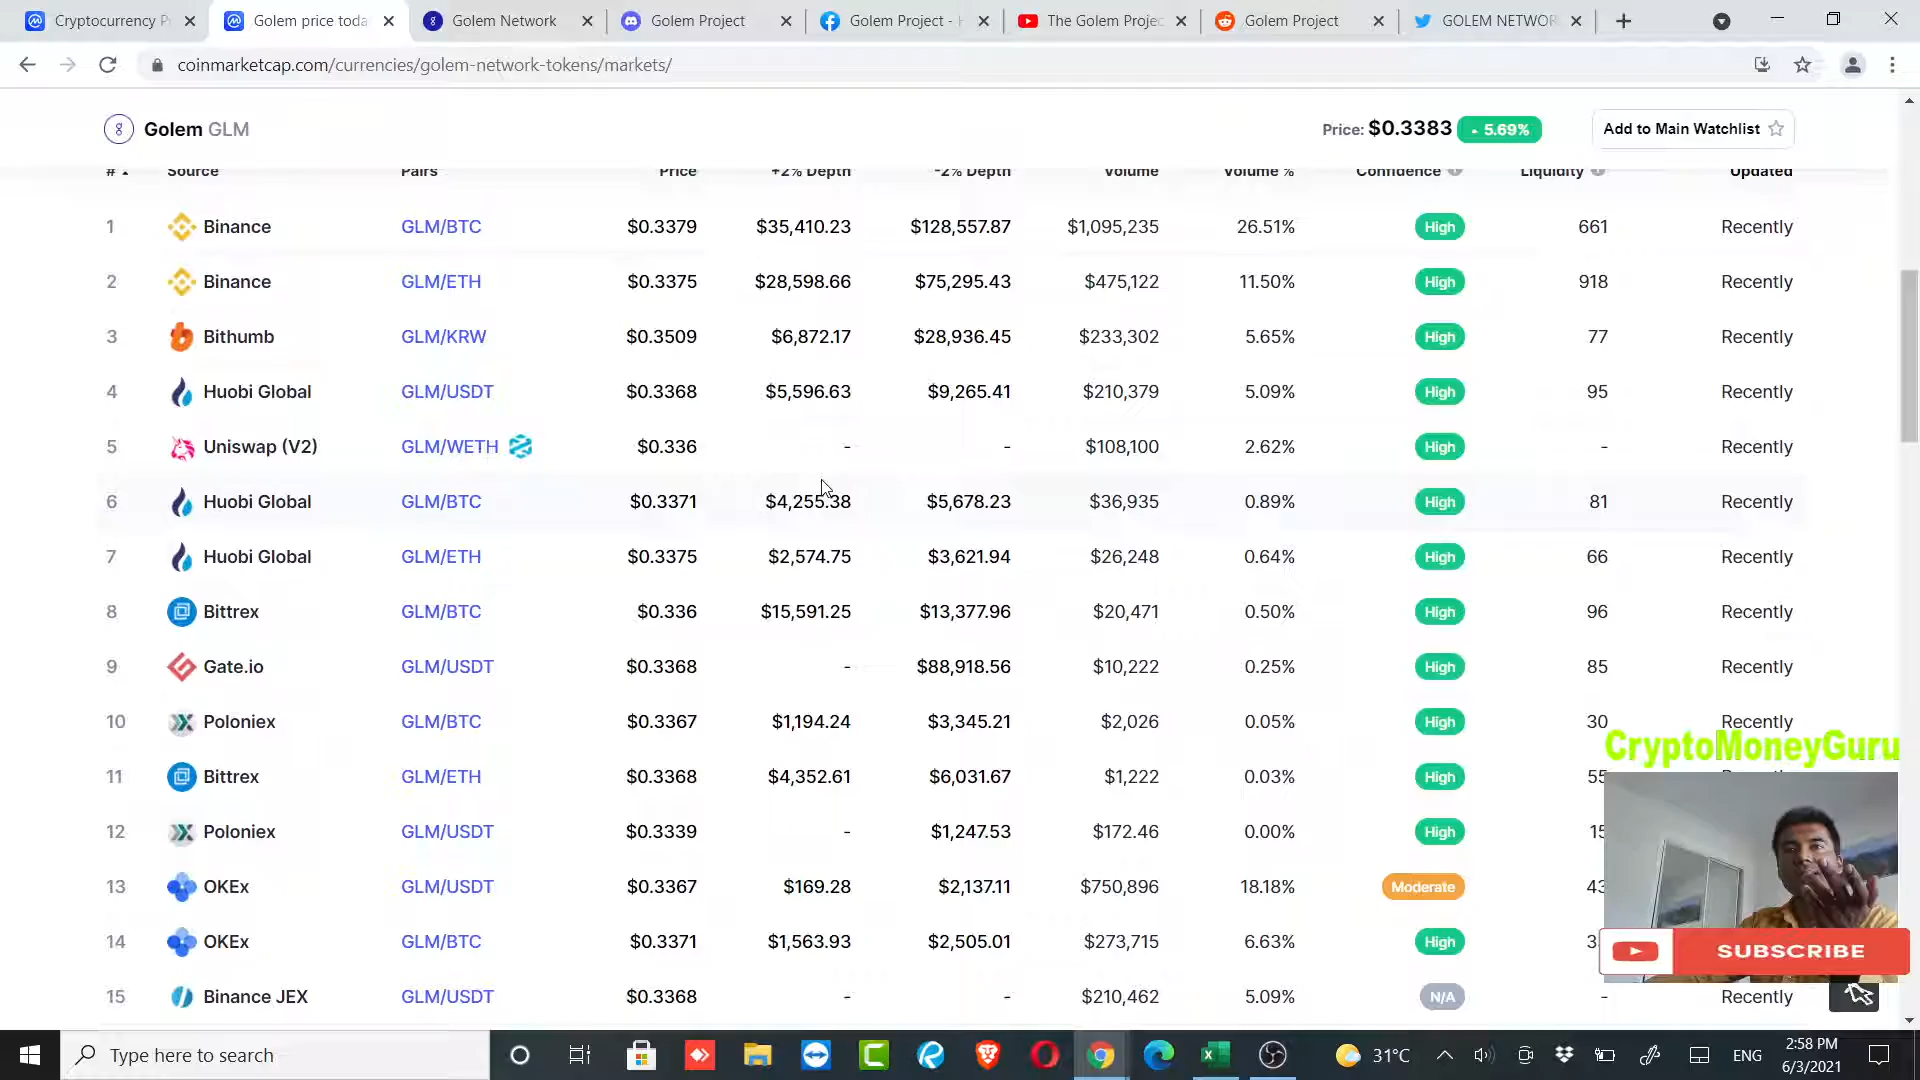 Cryptocurrency P
Golem price toda
Golem Network
Golem Project
Golem Project -
The Golem Projec
Golem Project
GOLEM NETWOR
coinmarketcap.com/currencies/golem-network-tokens/markets/
Golem GLM
Price: $0.3383 5.69%
Add to Main Watchlist
# Source Pairs Price +2% Depth -2% Depth Volume Volume % Confidence Liquidity Updated
1 Binance GLM/BTC $0.3379 $35,410.23 $128,557.87 $1,095,235 26.51% High 661 Recently
2 Binance GLM/ETH $0.3375 $28,598.66 $75,295.43 $475,122 11.50% High 918 Recently
3 Bithumb GLM/KRW $0.3509 $6,872.17 $28,936.45 $233,302 5.65% High 77 Recently
4 Huobi Global GLM/USDT $0.3368 $5,596.63 $9,265.41 $210,379 5.09% High 95 Recently
5 Uniswap (V2) GLM/WETH $0.336 - - $108,100 2.62% High - Recently
6 Huobi Global GLM/BTC $0.3371 $4,255.38 $5,678.23 $36,935 0.89% High 81 Recently
7 Huobi Global GLM/ETH $0.3375 $2,574.75 $3,621.94 $26,248 0.64% High 66 Recently
8 Bittrex GLM/BTC $0.336 $15,591.25 $13,377.96 $20,471 0.50% High 96 Recently
9 Gate.io GLM/USDT $0.3368 - $88,918.56 $10,222 0.25% High 85 Recently
10 Poloniex GLM/BTC $0.3367 $1,194.24 $3,345.21 $2,026 0.05% High 30 Recently
CryptoMoneyGuru
11 Bittrex GLM/ETH $0.3368 $4,352.61 $6,031.67 $1,222 0.03% High 55
12 Poloniex GLM/USDT $0.3339 - $1,247.53 $172.46 0.00% High 15
13 OKEx GLM/USDT $0.3367 $169.28 $2,137.11 $750,896 18.18% Moderate 43
14 OKEx GLM/BTC $0.3371 $1,563.93 $2,505.01 $273,715 6.63% High 3
SUBSCRIBE
15 Binance JEX GLM/USDT $0.3368 - - $210,462 5.09% N/A - Recently
Type here to search
31°C
ENG
2:58 PM
6/3/2021